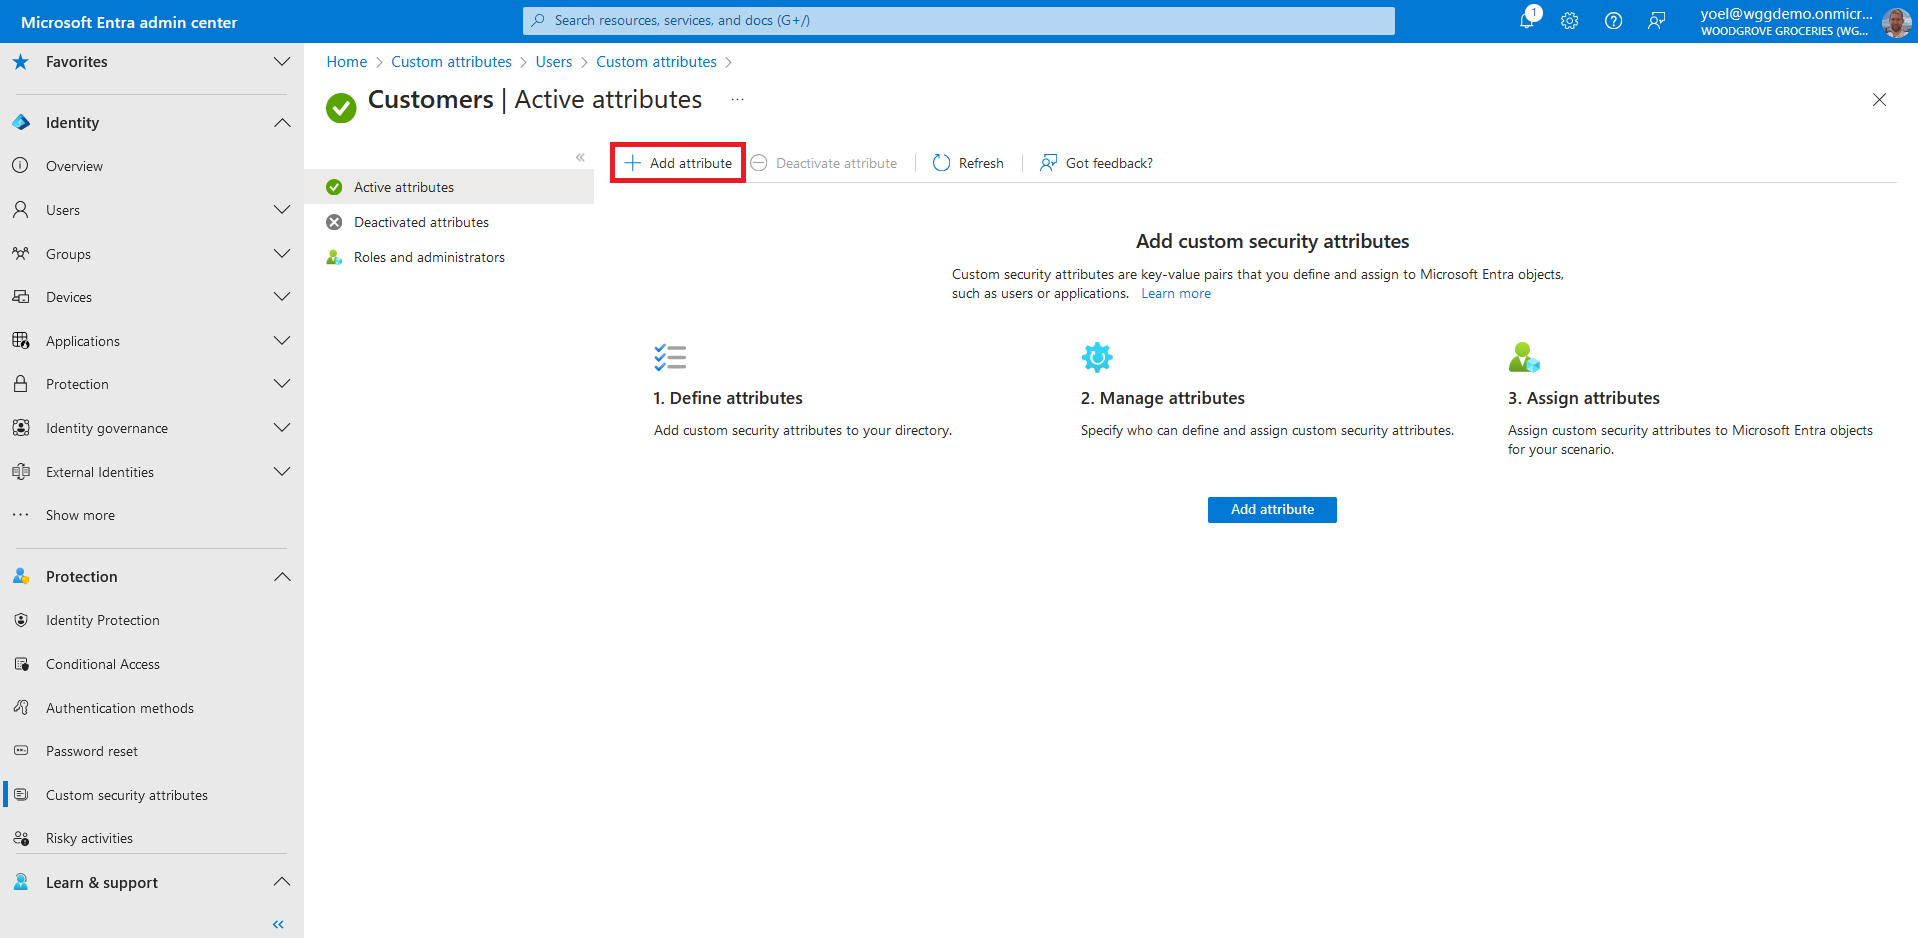 Microsoft Entra admin center
Search resources, services, and docs (G+/)
1
yoel@wggdemo.onmicr...
WOODGROVE GROCERIES (WG...
Favorites
Identity
Overview
Users
Groups
Devices
Applications
Protection
Identity governance
External Identities
Show more
Protection
Identity Protection
Conditional Access
Authentication methods
Password reset
Custom security attributes
Risky activities
Learn & support
Home > Custom attributes > Users > Custom attributes >
Customers | Active attributes ...
Active attributes
Deactivated attributes
Roles and administrators
Add attribute
Deactivate attribute
Refresh
Got feedback?
Add custom security attributes
Custom security attributes are key-value pairs that you define and assign to Microsoft Entra objects,
such as users or applications. Learn more
1. Define attributes
Add custom security attributes to your directory.
2. Manage attributes
Specify who can define and assign custom security attributes.
3. Assign attributes
Assign custom security attributes to Microsoft Entra objects
for your scenario.
Add attribute